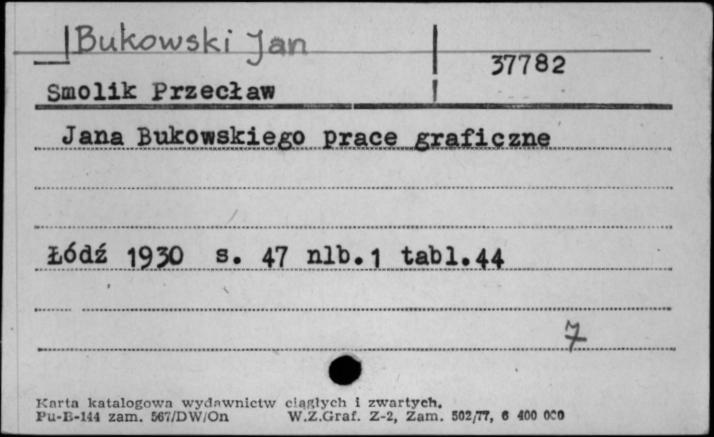 Bukowski Jan
37782
Smolik Przecław
Jana Bukowskiego prace graficzne
Łódź 1930 s. 47 nlb.1 tabl.44
7
Karta katalogowa wydawnictw ciągłych i zwartych.
Pu-B-144 zam. 567/DW/On W.Z.Graf. Z-2, Zam. 502/77, 6 400 000